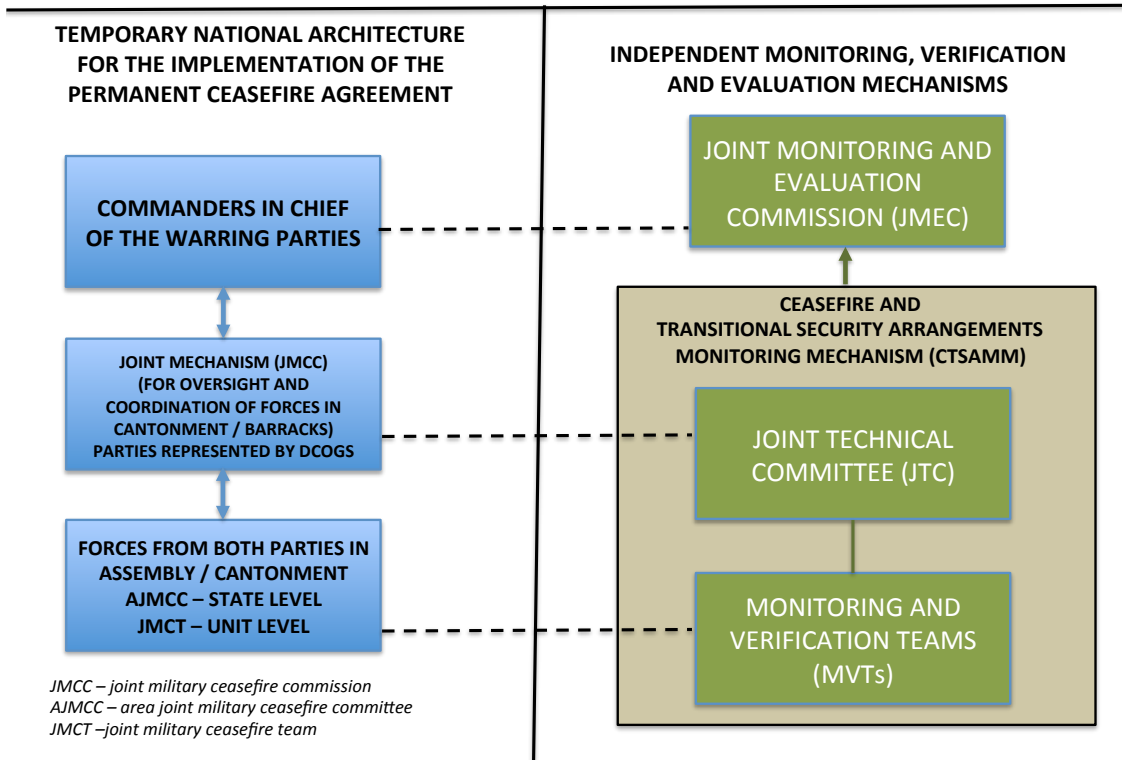 TEMPORARY NATIONAL ARCHITECTURE
FOR THE IMPLEMENTATION OF THE
PERMANENT CEASEFIRE AGREEMENT
COMMANDERS IN CHIEF
OF THE WARRING PARTIES
JOINT MECHANISM (JMCC)
(FOR OVERSIGHT AND
COORDINATION OF FORCES IN
CANTONMENT / BARRACKS)
PARTIES REPRESENTED BY DCOGS
FORCES FROM BOTH PARTIES IN
ASSEMBLY / CANTONMENT
AJMCC – STATE LEVEL
JMCT – UNIT LEVEL
JMCC – joint military ceasefire commission
AJMCC – area joint military ceasefire committee
JMCT –joint military ceasefire team
INDEPENDENT MONITORING, VERIFICATION
AND EVALUATION MECHANISMS
JOINT MONITORING AND
EVALUATION
COMMISSION (JMEC)
CEASEFIRE AND
TRANSITIONAL SECURITY ARRANGEMENTS
MONITORING MECHANISM (CTSAMM)
JOINT TECHNICAL
COMMITTEE (JTC)
MONITORING AND
VERIFICATION TEAMS
(MVTs)